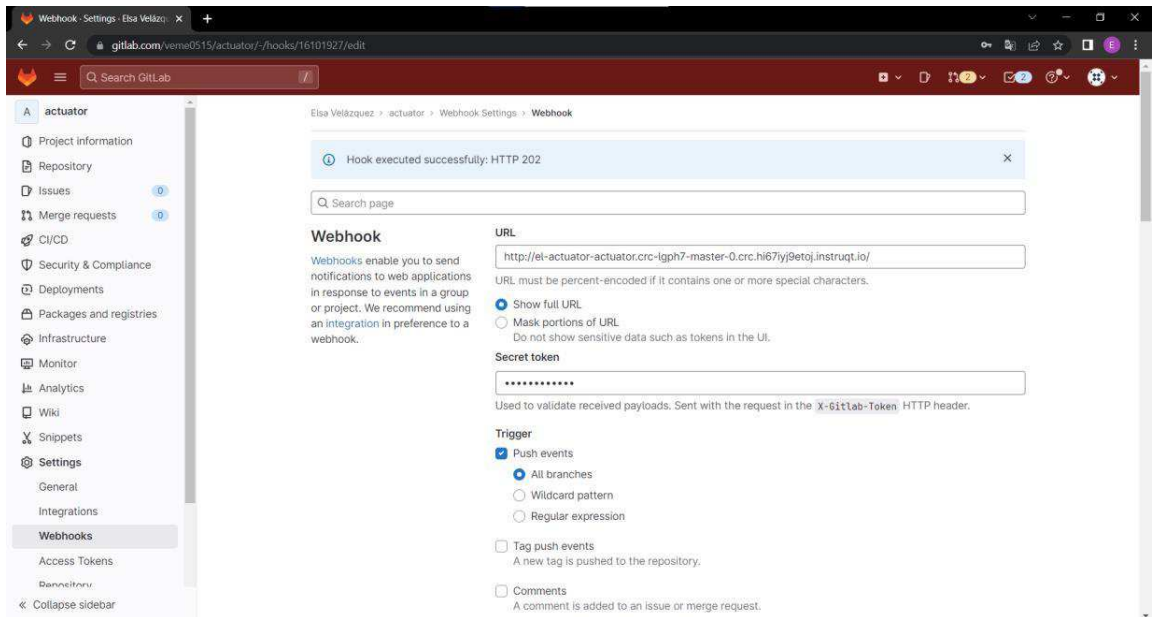 Webhook · Settings · Elsa Velázq
gitlab.com/veme0515/actuator/-/hooks/16101927/edit
E
Search GitLab
/
2
2
A actuator
Project information
Repository
Issues 0
Merge requests 0
CI/CD
Security & Compliance
Deployments
Packages and registries
Infrastructure
Monitor
Analytics
Wiki
Snippets
Settings
General
Integrations
Webhooks
Access Tokens
Repository
« Collapse sidebar
Elsa Velázquez > actuator > Webhook Settings > Webhook
Hook executed successfully: HTTP 202
Search page
Webhook
Webhooks enable you to send
notifications to web applications
in response to events in a group
or project. We recommend using
an integration in preference to a
webhook.
URL
http://el-actuator-actuator.crc-lgph7-master-0.crc.hi67iyj9etoj.instruqt.io/
URL must be percent-encoded if it contains one or more special characters.
Show full URL
Mask portions of URL
Do not show sensitive data such as tokens in the UI.
Secret token
••••••••••••
Used to validate received payloads. Sent with the request in the X-Gitlab-Token HTTP header.
Trigger
Push events
All branches
Wildcard pattern
Regular expression
Tag push events
A new tag is pushed to the repository.
Comments
A comment is added to an issue or merge request.